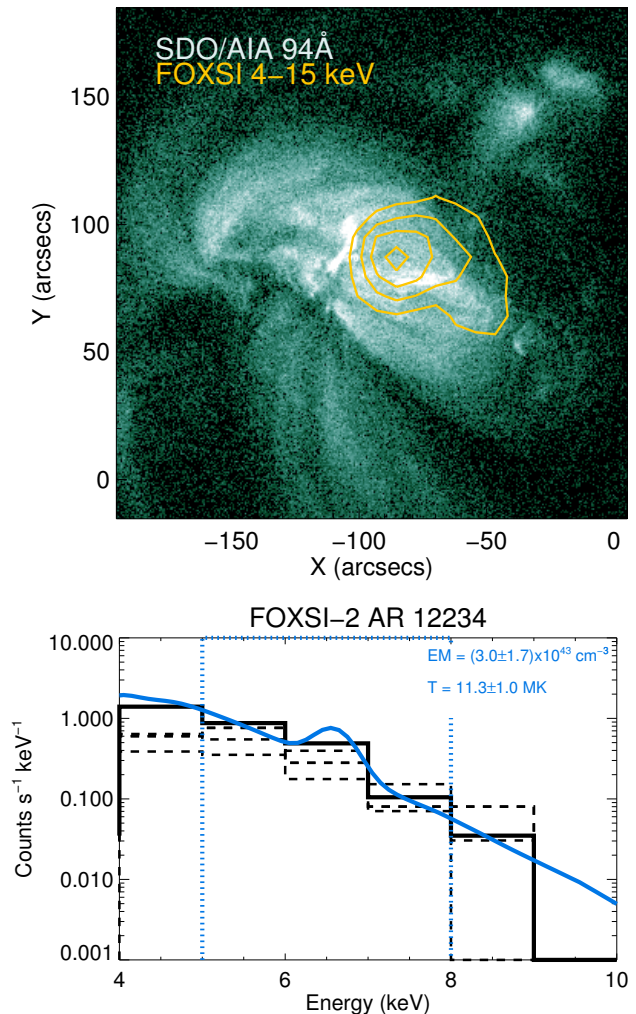 SDO/AIA 94Å
FOXSI 4−15 keV
150
100
50
0
Y (arcsecs)
−150
−100
−50
0
X (arcsecs)
FOXSI−2 AR 12234
EM = (3.0±1.7)x10⁴³ cm⁻³
T = 11.3±1.0 MK
10.000
1.000
0.100
0.010
0.001
Counts s⁻¹ keV⁻¹
4
6
8
10
Energy (keV)